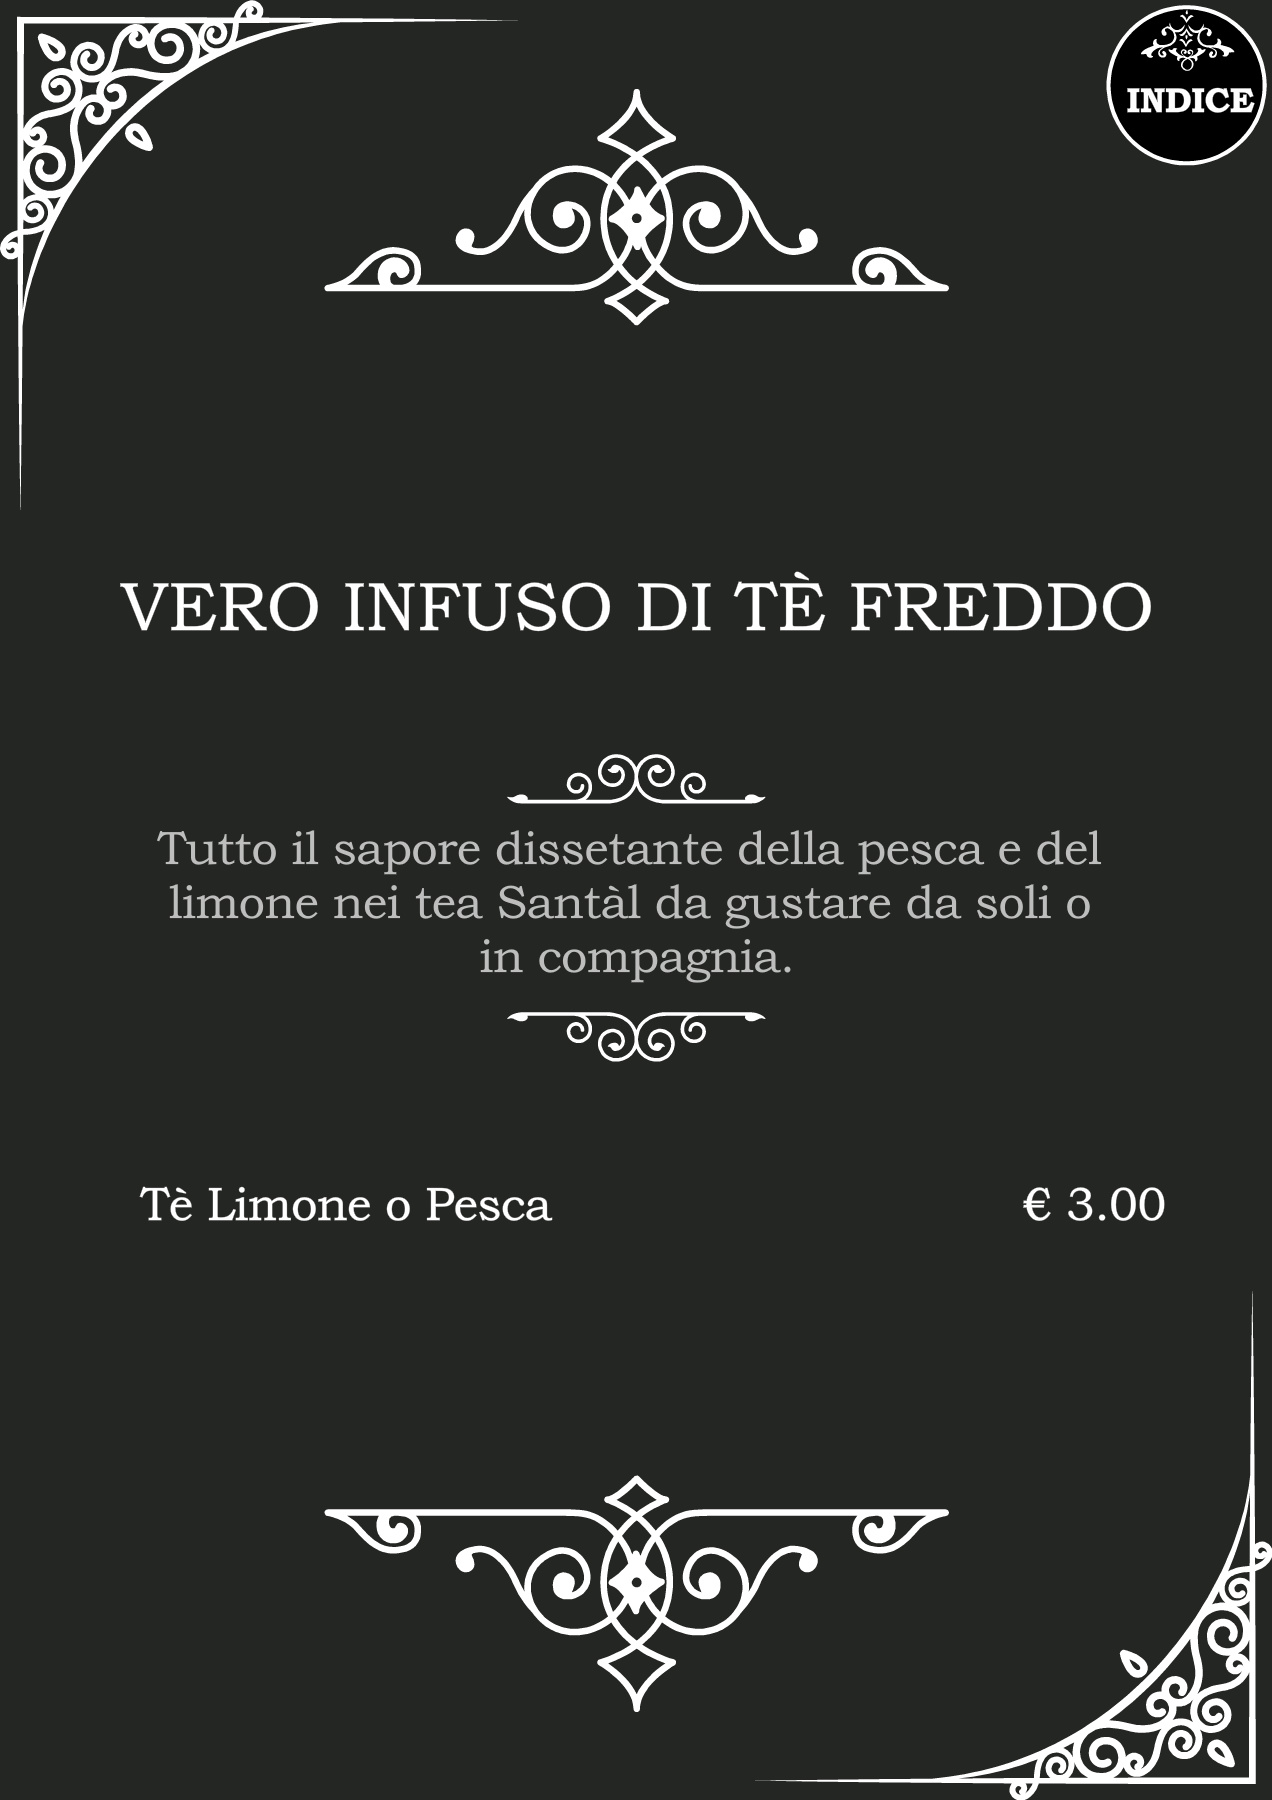 INDICE
VERO INFUSO DI TÈ FREDDO
Tutto il sapore dissetante della pesca e del
limone nei tea Santàl da gustare da soli o
in compagnia.
Tè Limone o Pesca € 3.00